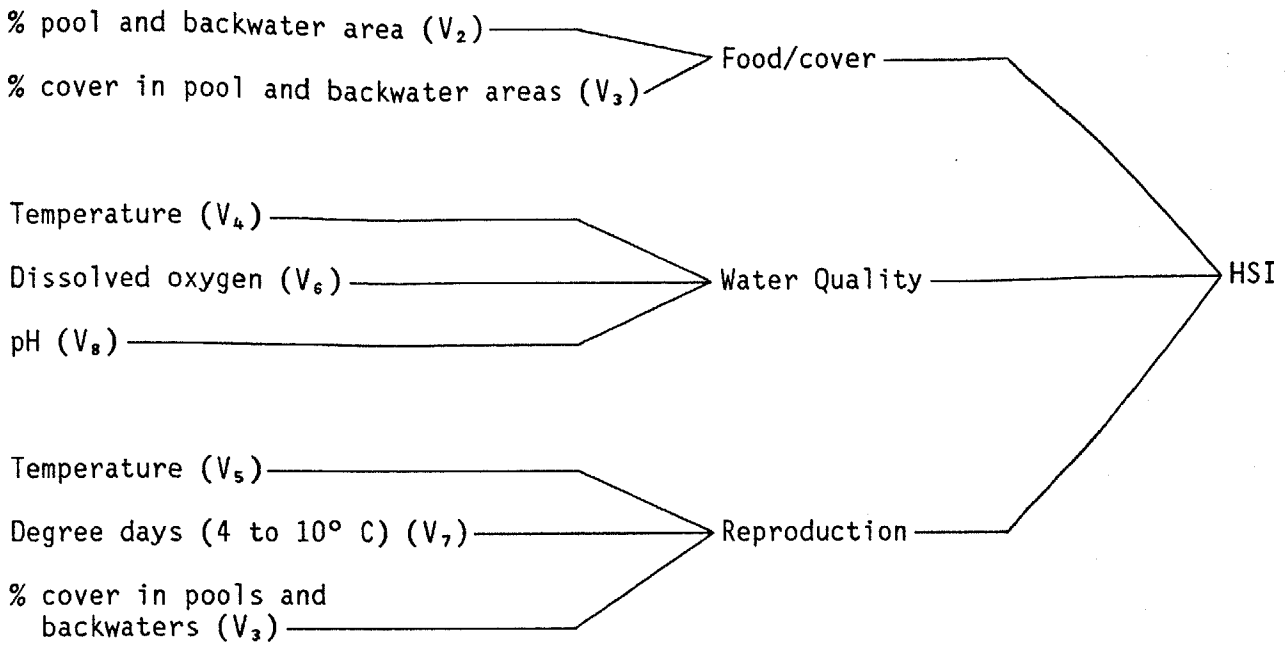 % pool and backwater area (V₂)
Food/cover
% cover in pool and backwater areas (V₃)
Temperature (V₄)
Dissolved oxygen (V₆)
Water Quality
HSI
pH (V₈)
Temperature (V₅)
Degree days (4 to 10° C) (V₇)
Reproduction
% cover in pools and
backwaters (V₃)